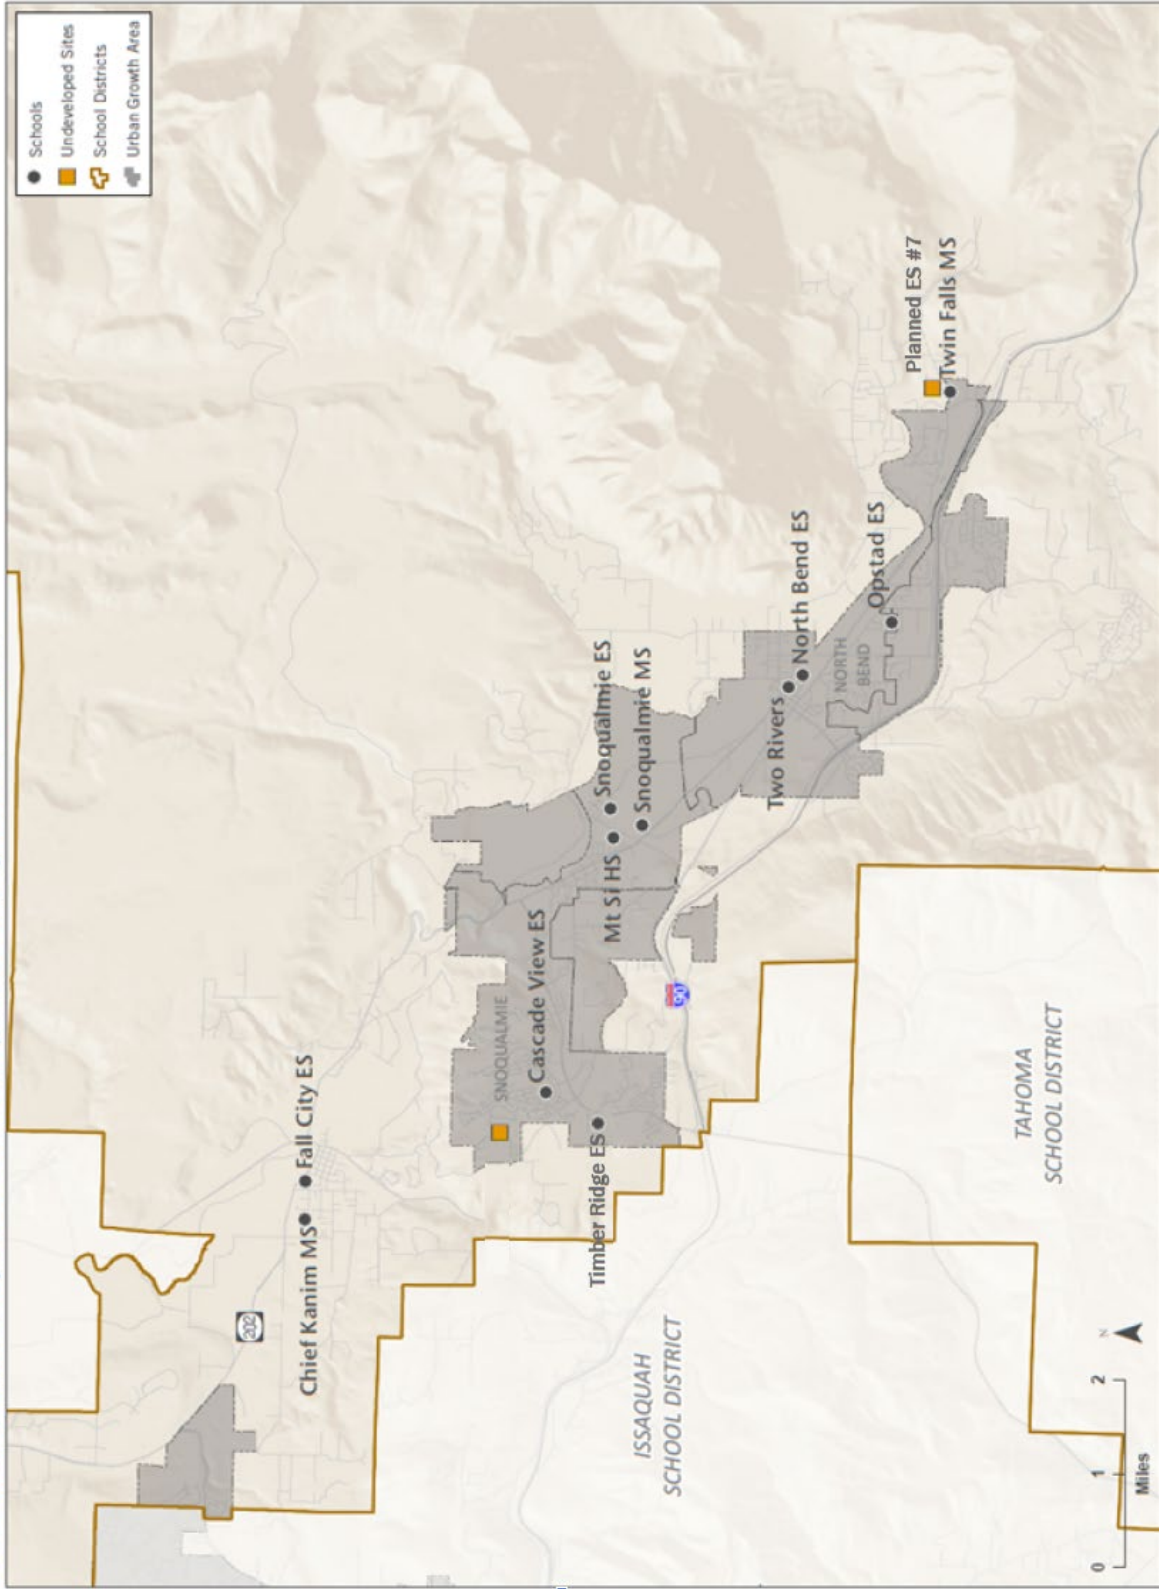 Schools
Undeveloped Sites
School Districts
Urban Growth Area
202
Chief Kanim MS
Fall City ES
SNOQUALMIE
Cascade View ES
Timber Ridge ES
Mt Si HS
Snoqualmie ES
Snoqualmie MS
90
Two Rivers
North Bend ES
NORTH
BEND
Opstad ES
Planned ES #7
Twin Falls MS
ISSAQUAH
SCHOOL DISTRICT
TAHOMA
SCHOOL DISTRICT
N
0 1 2
Miles